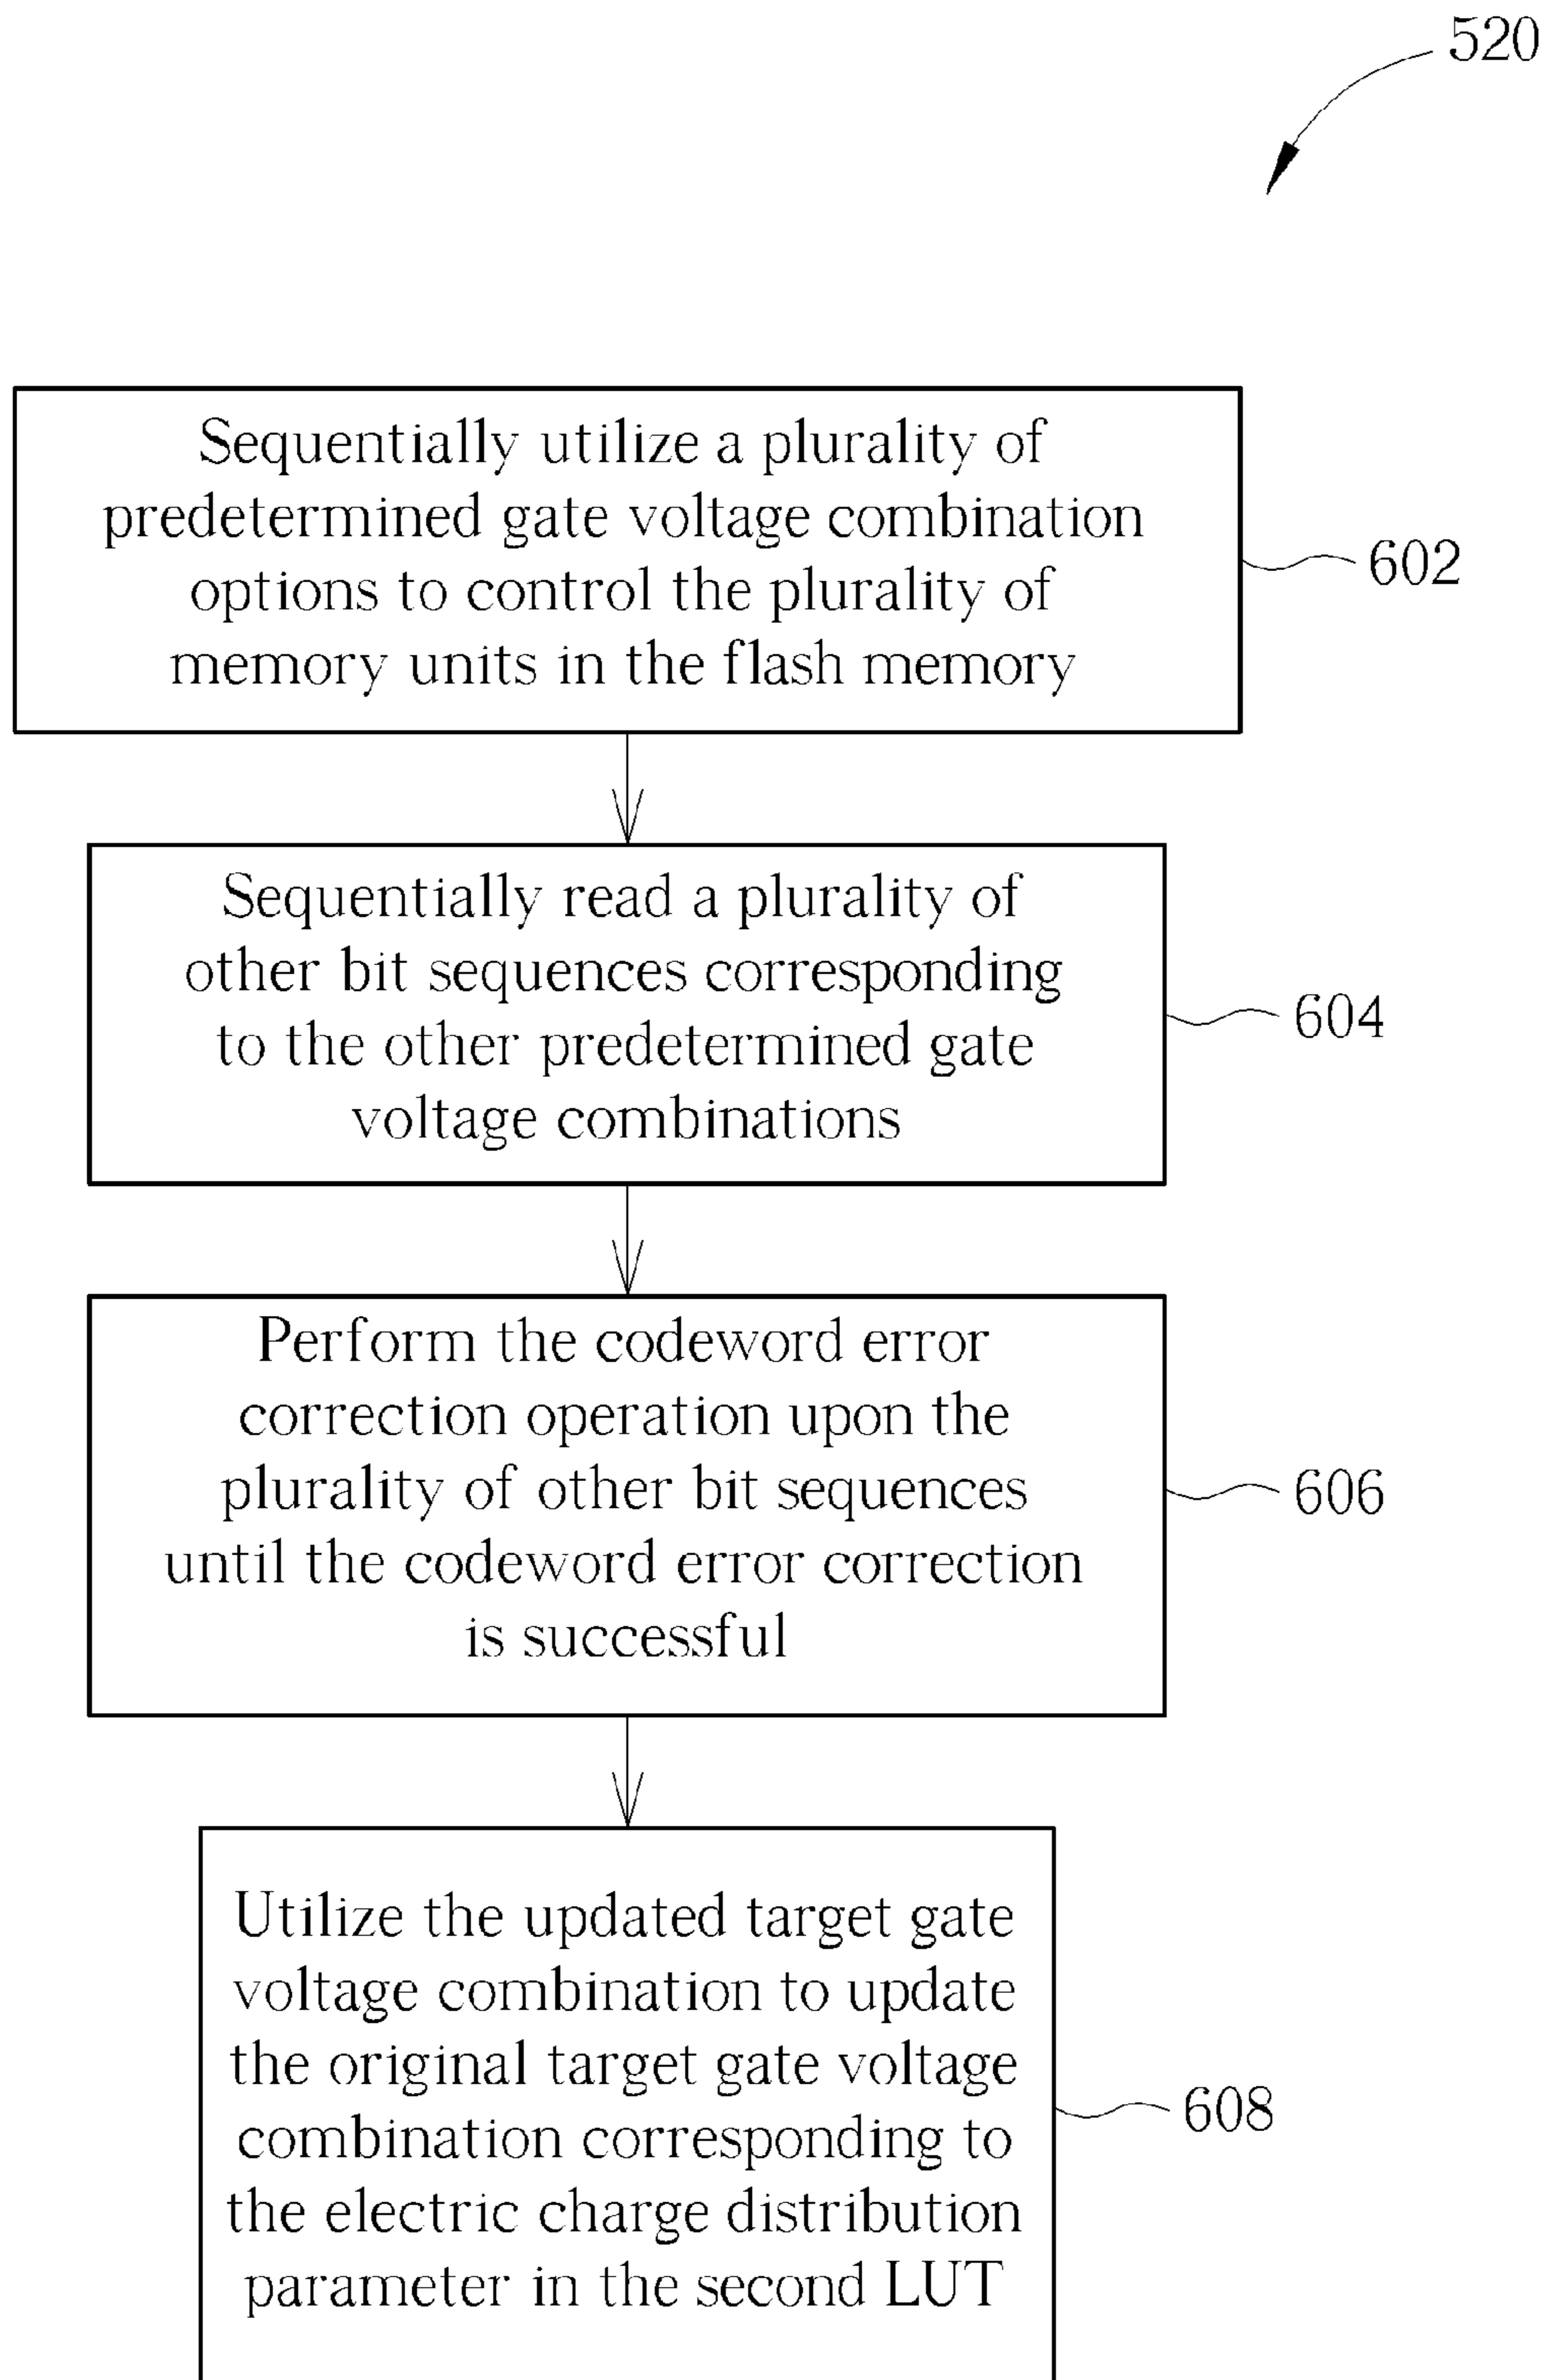 520
Sequentially utilize a plurality of
predetermined gate voltage combination
options to control the plurality of
memory units in the flash memory
602
Sequentially read a plurality of
other bit sequences corresponding
to the other predetermined gate
voltage combinations
604
Perform the codeword error
correction operation upon the
plurality of other bit sequences
until the codeword error correction
is successful
606
Utilize the updated target gate
voltage combination to update
the original target gate voltage
combination corresponding to
the electric charge distribution
parameter in the second LUT
608